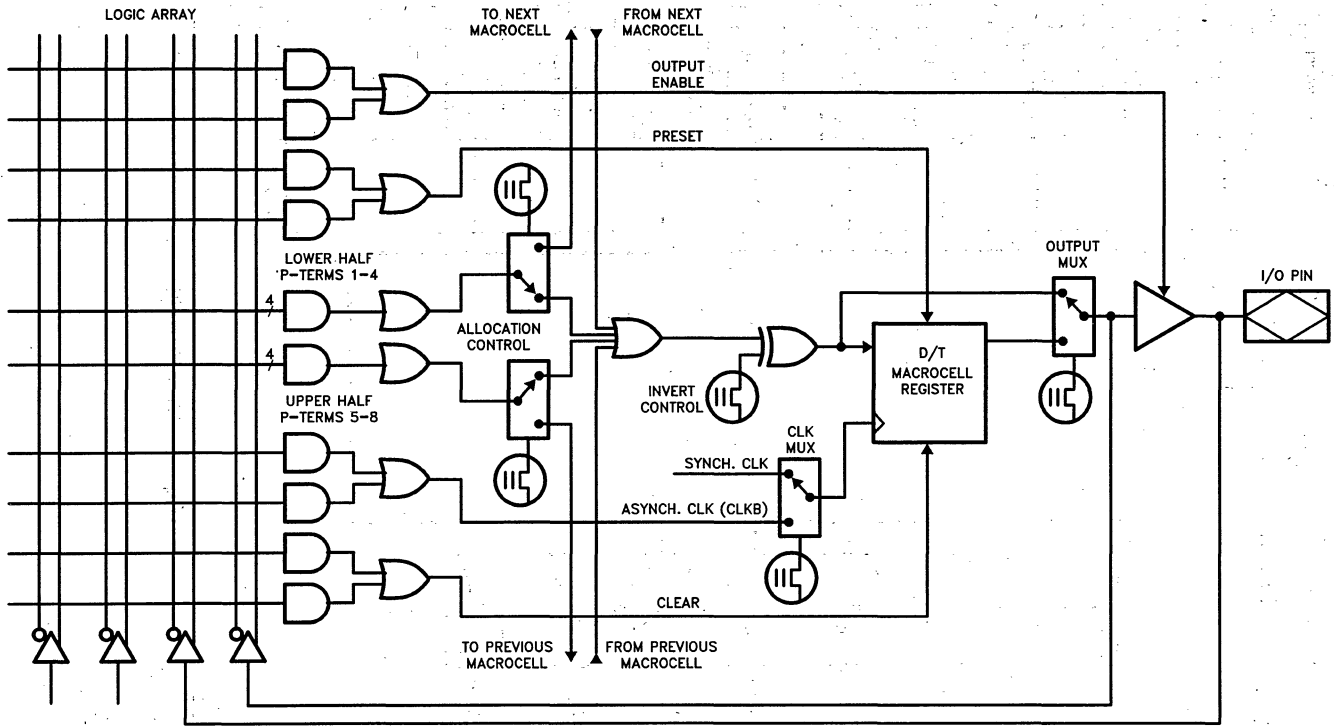 LOGIC ARRAY
TO NEXT
MACROCELL
FROM NEXT
MACROCELL
OUTPUT
ENABLE
PRESET
LOWER HALF
P-TERMS 1-4
4
ALLOCATION
CONTROL
4
UPPER HALF
P-TERMS 5-8
INVERT
CONTROL
D/T
MACROCELL
REGISTER
OUTPUT
MUX
I/O PIN
CLK
MUX
SYNCH. CLK
ASYNCH. CLK (CLKB)
CLEAR
TO PREVIOUS
MACROCELL
FROM PREVIOUS
MACROCELL